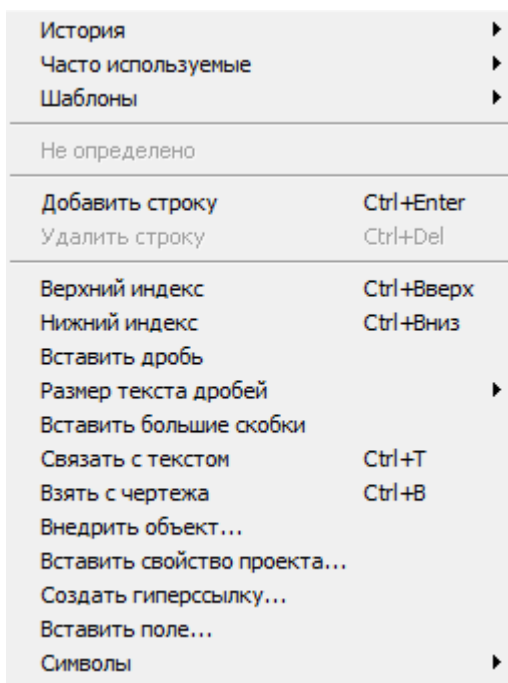 История
Часто используемые
Шаблоны
Не определено
Добавить строку Ctrl+Enter
Удалить строку Ctrl+Del
Верхний индекс Ctrl+Вверх
Нижний индекс Ctrl+Вниз
Вставить дробь
Размер текста дробей
Вставить большие скобки
Связать с текстом Ctrl+T
Взять с чертежа Ctrl+B
Внедрить объект...
Вставить свойство проекта...
Создать гиперссылку...
Вставить поле...
Символы